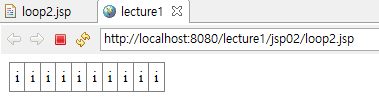 loop2.jsp lecture1
http://localhost:8080/lecture1/jsp02/loop2.jsp
i i i i i i i i i i